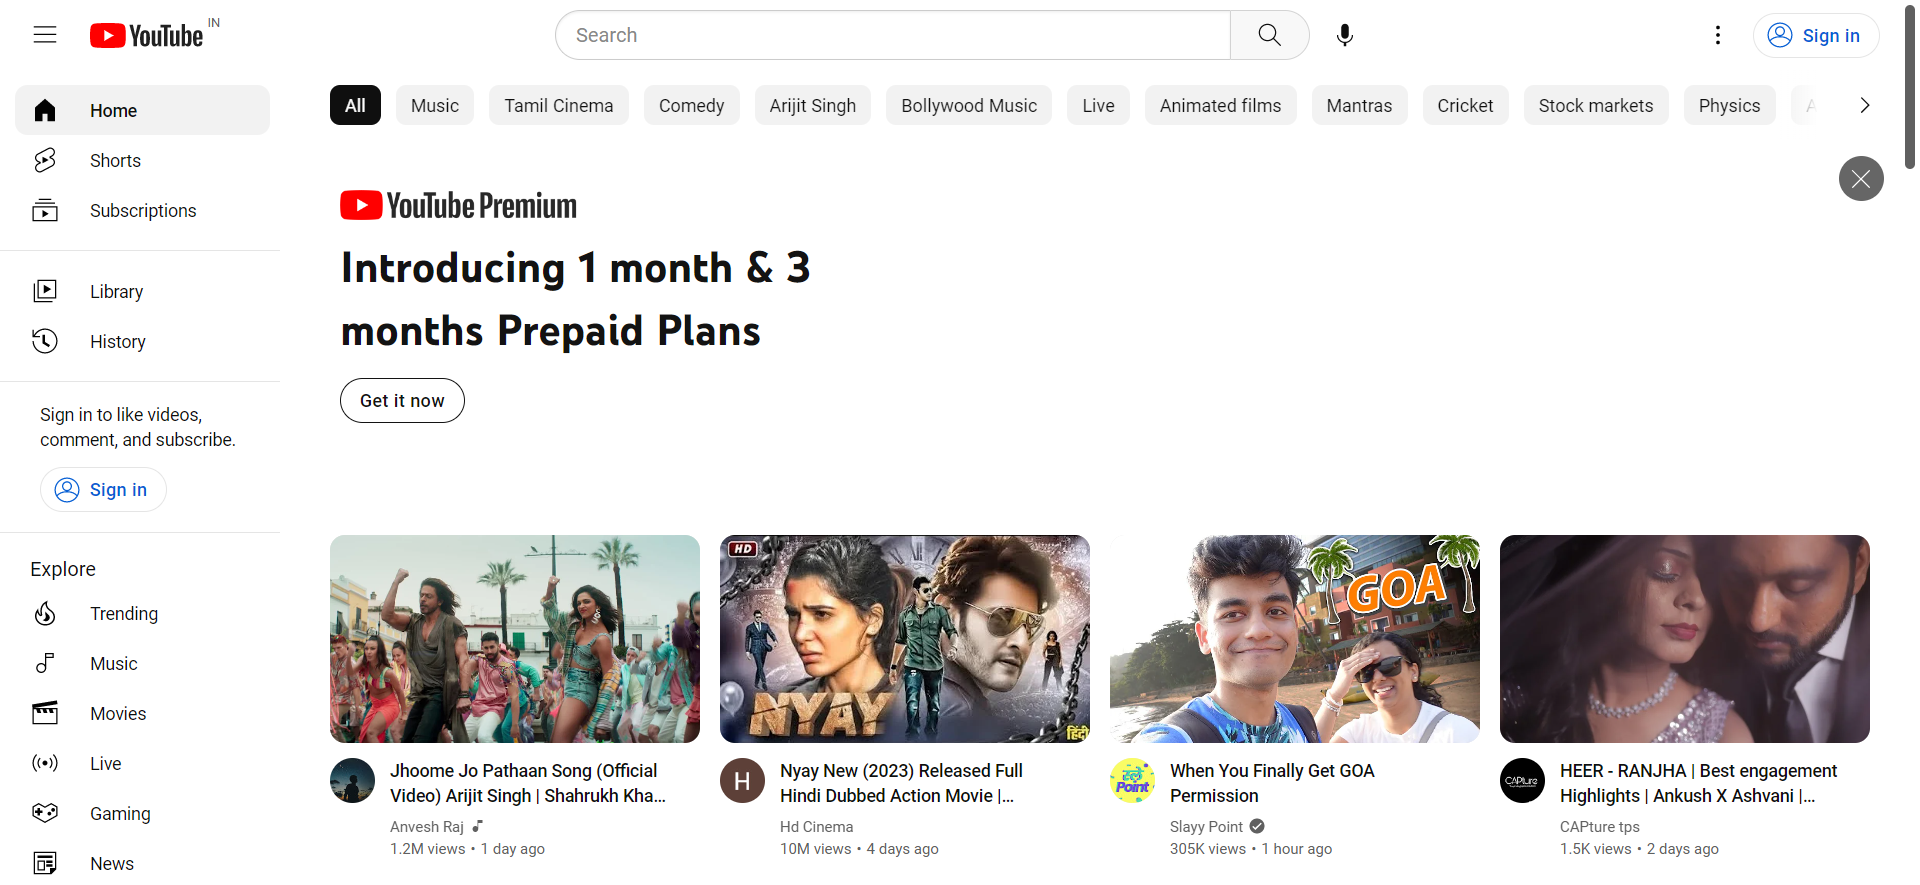 YouTube IN
Search
Sign in
Home
Shorts
Subscriptions
Library
History
Sign in to like videos,
comment, and subscribe.
Sign in
Explore
Trending
Music
Movies
Live
Gaming
News
All
Music
Tamil Cinema
Comedy
Arijit Singh
Bollywood Music
Live
Animated films
Mantras
Cricket
Stock markets
Physics
A
YouTube Premium
Introducing 1 month & 3
months Prepaid Plans
Get it now
Jhoome Jo Pathaan Song (Official
Video) Arijit Singh | Shahrukh Kha...
Anvesh Raj
1.2M views • 1 day ago
HD
NYAY
हिंदी
H
Nyay New (2023) Released Full
Hindi Dubbed Action Movie |...
Hd Cinema
10M views • 4 days ago
GOA
Point
When You Finally Get GOA
Permission
Slayy Point
305K views • 1 hour ago
CAPture
HEER - RANJHA | Best engagement
Highlights | Ankush X Ashvani |...
CAPture tps
1.5K views • 2 days ago